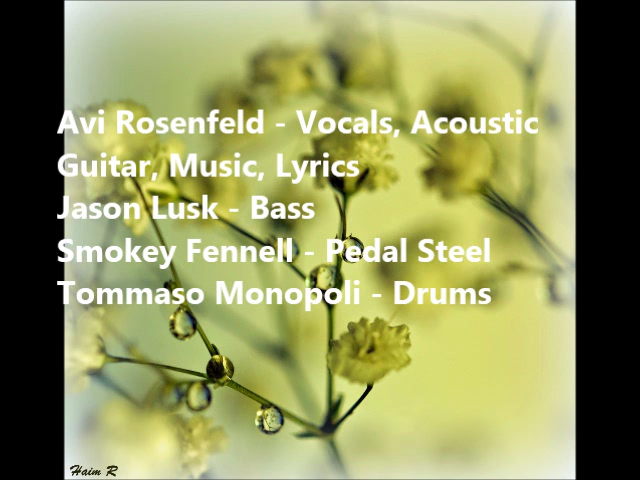 Avi Rosenfeld - Vocals, Acoustic
Guitar, Music, Lyrics
Jason Lusk - Bass
Smokey Fennell - Pedal Steel
Tommaso Monopoli - Drums
Haim R